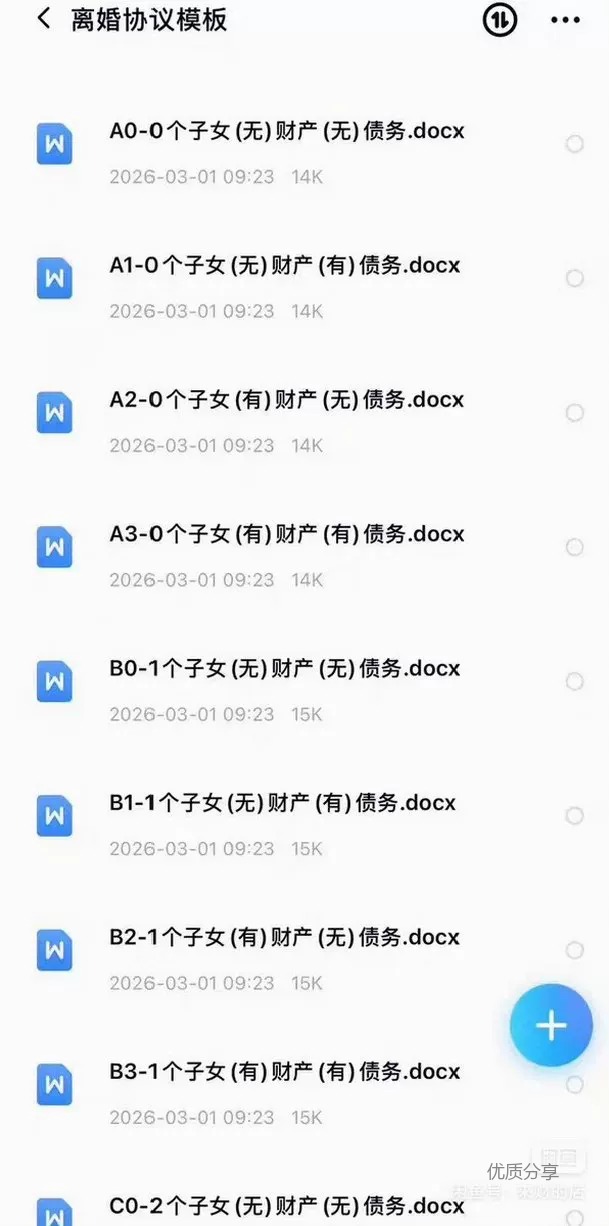 离婚协议模板
A0-0个子女(无)财产(无)债务.docx
2026-03-01 09:23 14K
A1-0个子女(无)财产(有)债务.docx
2026-03-01 09:23 14K
A2-0个子女(有)财产(无)债务.docx
2026-03-01 09:23 14K
A3-0个子女(有)财产(有)债务.docx
2026-03-01 09:23 14K
B0-1个子女(无)财产(无)债务.docx
2026-03-01 09:23 15K
B1-1个子女(无)财产(有)债务.docx
2026-03-01 09:23 15K
B2-1个子女(有)财产(无)债务.docx
2026-03-01 09:23 15K
B3-1个子女(有)财产(有)债务.docx
2026-03-01 09:23 15K
优质分享
C0-2个子女(无)财产(无)债务.docx